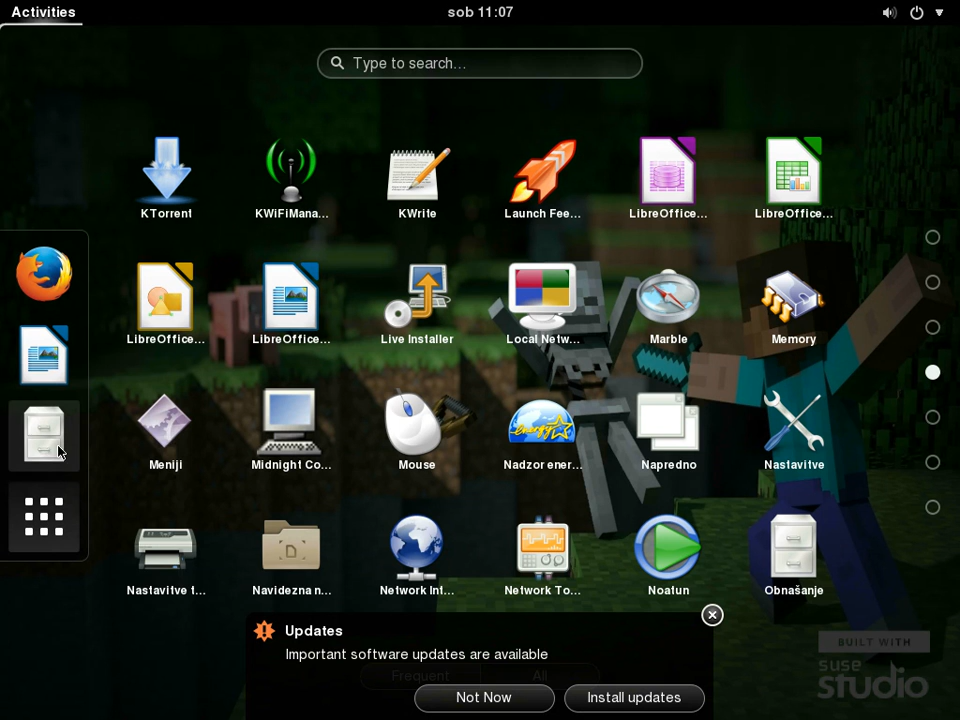 Activities
sob 11:07
Type to search...
KTorrent
KWiFiMana...
KWrite
Launch Fee...
LibreOffice...
LibreOffice...
LibreOffice...
LibreOffice...
Live Installer
Local Netw...
Marble
Memory
Meniji
Midnight Co...
Mouse
Energy
Nadzor ener...
Napredno
Nastavitve
Nastavitve t...
Navidezna n...
Network Int...
Network To...
Noatun
Obnašanje
Updates
Important software updates are available
Frequent
All
Not Now
Install updates
BUILT WITH
suse
studio